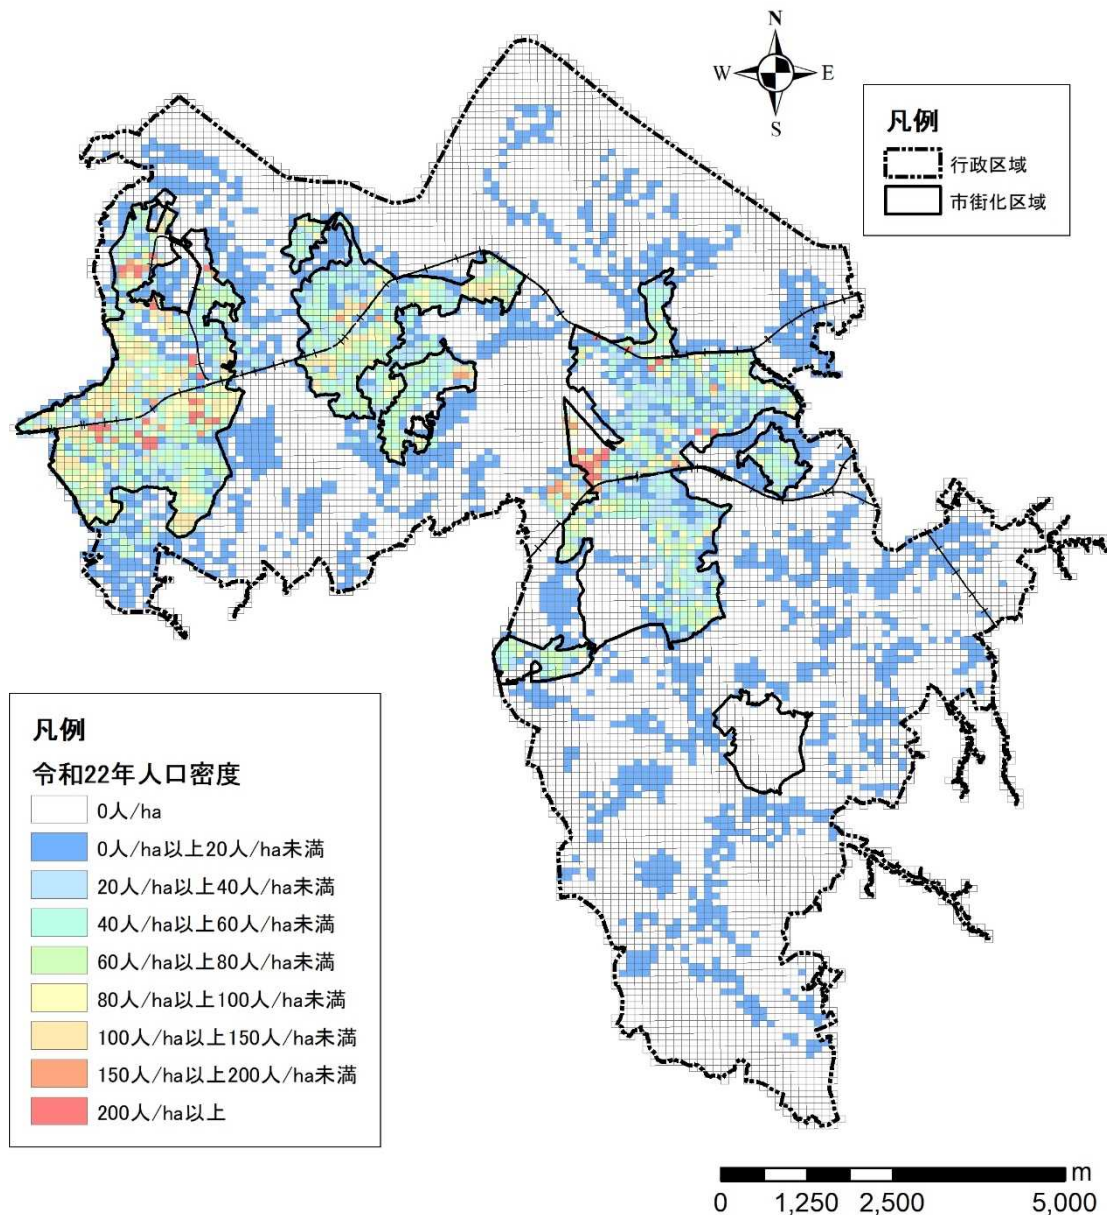 N
W E
S
凡例
行政区域
市街化区域
凡例
令和22年人口密度
0人/ha
0人/ha以上20人/ha未満
20人/ha以上40人/ha未満
40人/ha以上60人/ha未満
60人/ha以上80人/ha未満
80人/ha以上100人/ha未満
100人/ha以上150人/ha未満
150人/ha以上200人/ha未満
200人/ha以上
m
0 1,250 2,500 5,000